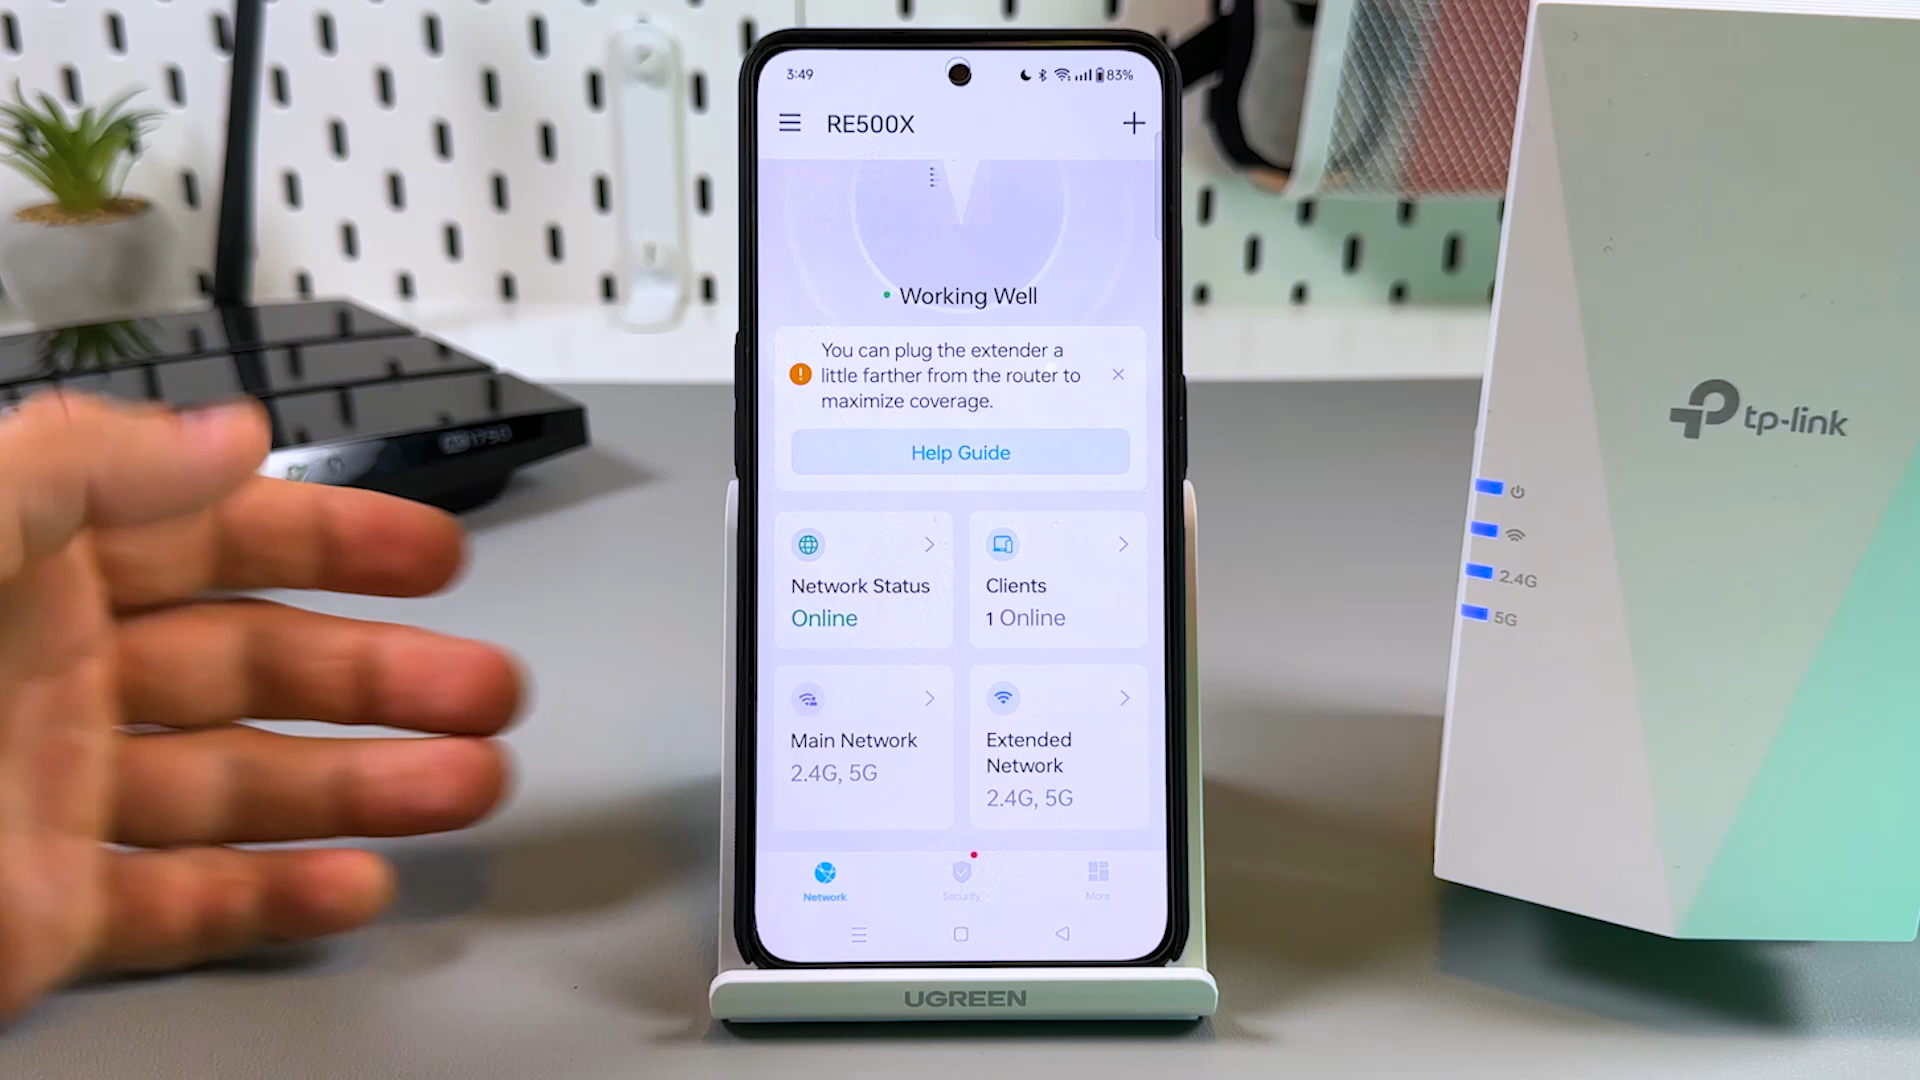 3:49
83%
RE500X
Working Well
You can plug the extender a
little farther from the router to
maximize coverage.
Help Guide
Network Status
Online
Clients
1 Online
Main Network
2.4G, 5G
Extended
Network
2.4G, 5G
Network
Security
More
UGREEN
tp-link
2.4G
5G